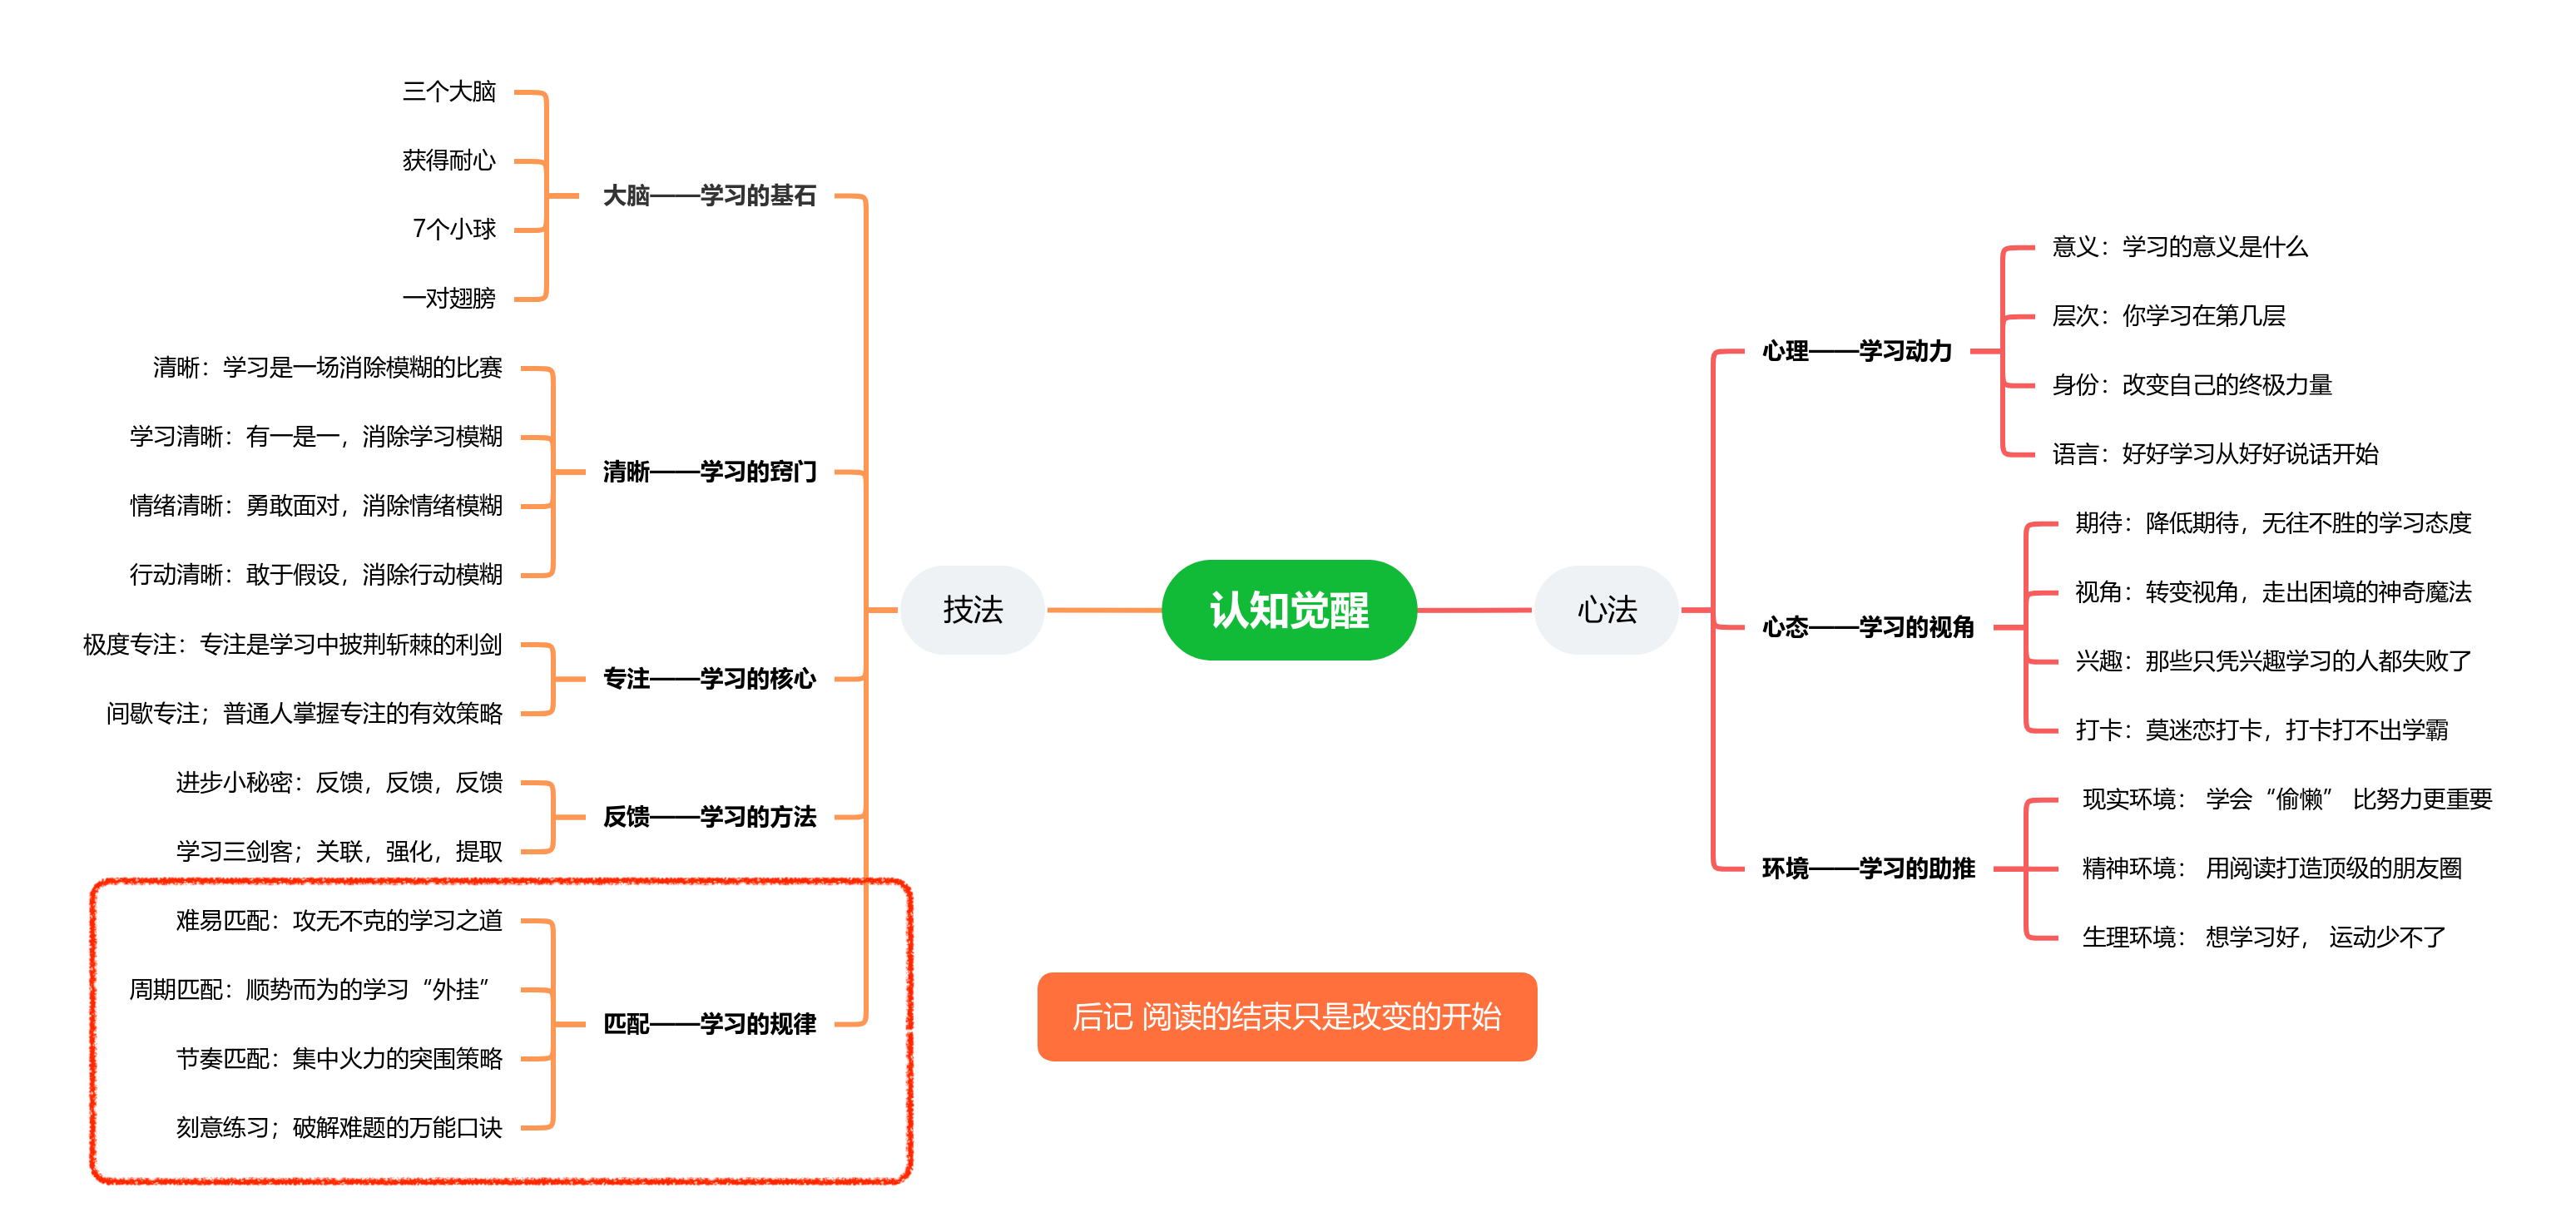 认知觉醒
技法
大脑——学习的基石
三个大脑
获得耐心
7个小球
一对翅膀
清晰——学习的窍门
清晰：学习是一场消除模糊的比赛
学习清晰：有一是一，消除学习模糊
情绪清晰：勇敢面对，消除情绪模糊
行动清晰：敢于假设，消除行动模糊
专注——学习的核心
极度专注：专注是学习中披荆斩棘的利剑
间歇专注；普通人掌握专注的有效策略
反馈——学习的方法
进步小秘密：反馈，反馈，反馈
学习三剑客；关联，强化，提取
匹配——学习的规律
难易匹配：攻无不克的学习之道
周期匹配：顺势而为的学习“外挂”
节奏匹配：集中火力的突围策略
刻意练习；破解难题的万能口诀
心法
心理——学习动力
意义：学习的意义是什么
层次：你学习在第几层
身份：改变自己的终极力量
语言：好好学习从好好说话开始
心态——学习的视角
期待：降低期待，无往不胜的学习态度
视角：转变视角，走出困境的神奇魔法
兴趣：那些只凭兴趣学习的人都失败了
打卡：莫迷恋打卡，打卡打不出学霸
环境——学习的助推
现实环境： 学会“偷懒” 比努力更重要
精神环境： 用阅读打造顶级的朋友圈
生理环境： 想学习好， 运动少不了
后记 阅读的结束只是改变的开始